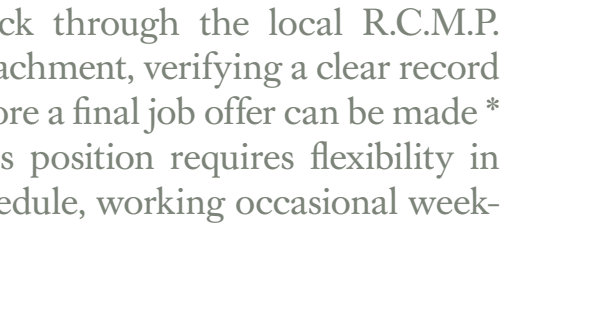 ck through the local R.C.M.P.
achment, verifying a clear record
ore a final job offer can be made *
s position requires flexibility in
edule, working occasional week-